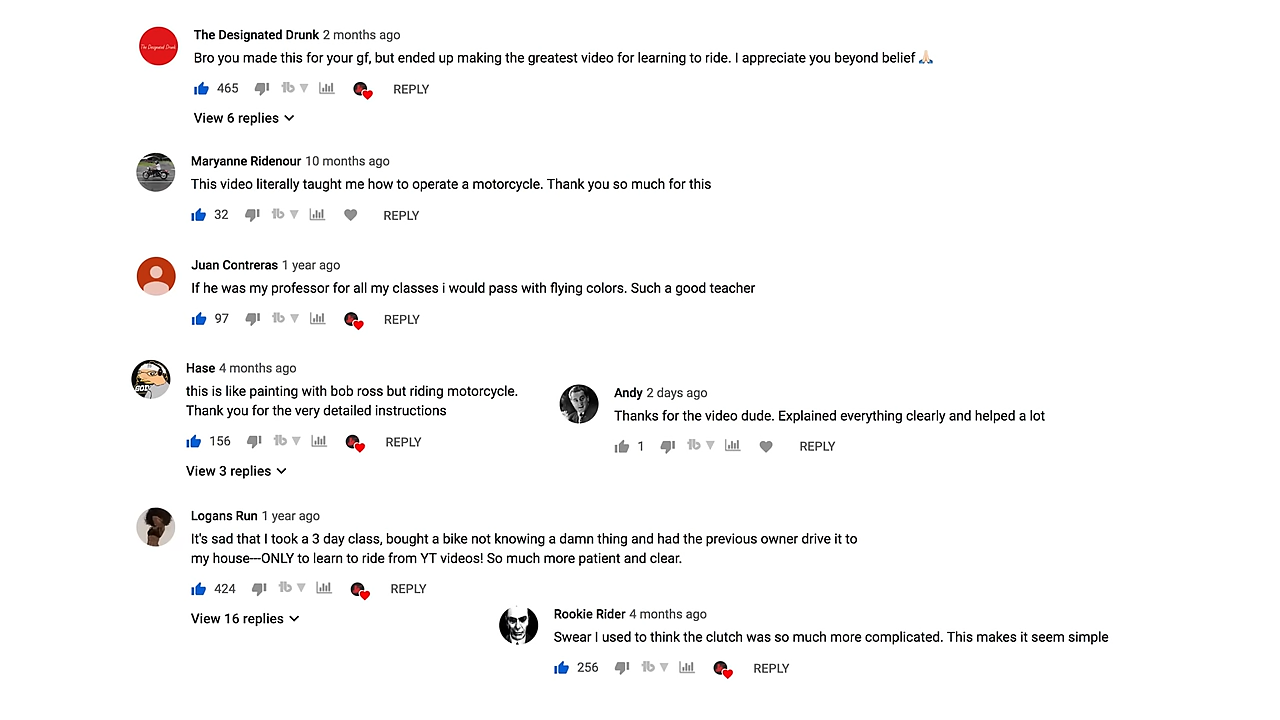 The Designated Drunk
The Designated Drunk 2 months ago
Bro you made this for your gf, but ended up making the greatest video for learning to ride. I appreciate you beyond belief🙏🏻
465 tb REPLY
View 6 replies
Maryanne Ridenour 10 months ago
This video literally taught me how to operate a motorcycle. Thank you so much for this
32 tb REPLY
Juan Contreras 1 year ago
If he was my professor for all my classes i would pass with flying colors. Such a good teacher
97 tb REPLY
Hase 4 months ago
this is like painting with bob ross but riding motorcycle.
Thank you for the very detailed instructions
156 tb REPLY
View 3 replies
Andy 2 days ago
Thanks for the video dude. Explained everything clearly and helped a lot
1 tb REPLY
Logans Run 1 year ago
It's sad that I took a 3 day class, bought a bike not knowing a damn thing and had the previous owner drive it to
my house---ONLY to learn to ride from YT videos! So much more patient and clear.
424 tb REPLY
View 16 replies
Rookie Rider 4 months ago
Swear I used to think the clutch was so much more complicated. This makes it seem simple
256 tb REPLY